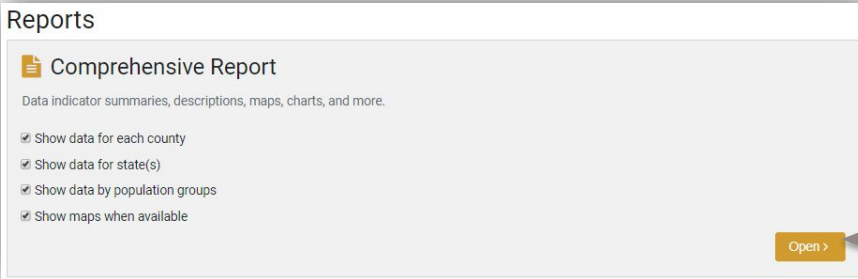 Reports
Comprehensive Report
Data indicator summaries, descriptions, maps, charts, and more.
Show data for each county
Show data for state(s)
Show data by population groups
Show maps when available
Open >